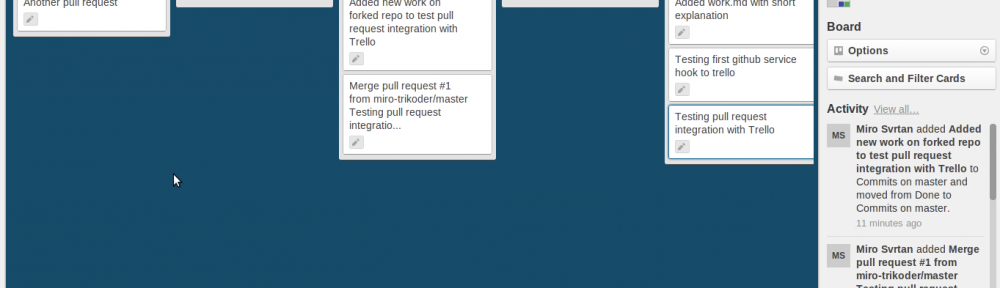 Another pull request
Added new work on
forked repo to test pull
request integration with
Trello
Merge pull request #1
from miro-trikoder/master
Testing pull request
integratio...
Added work.md with short
explanation
Testing first github service
hook to trello
Testing pull request
integration with Trello
Board
Options
Search and Filter Cards
Activity View all...
MS
Miro Svrtan added Added
new work on forked repo
to test pull request
integration with Trello to
Commits on master and
moved from Done to
Commits on master.
11 minutes ago
MS
Miro Svrtan added Merge
pull request #1 from
miro-trikoder/master
Testing pull request